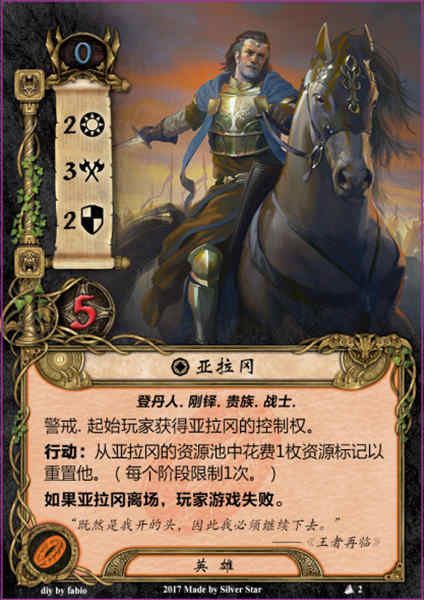 0
2
3
2
5
亚拉冈
登丹人. 刚铎. 贵族. 战士.
警戒. 起始玩家获得亚拉冈的控制权。
行动：从亚拉冈的资源池中花费1枚资源标记以
重置他。（每个阶段限制1次。）
如果亚拉冈离场，玩家游戏失败。
“既然是我开的头，因此我必须继续下去。”
——《王者再临》
英 雄
diy by fabio
2017 Made by Silver Star
2